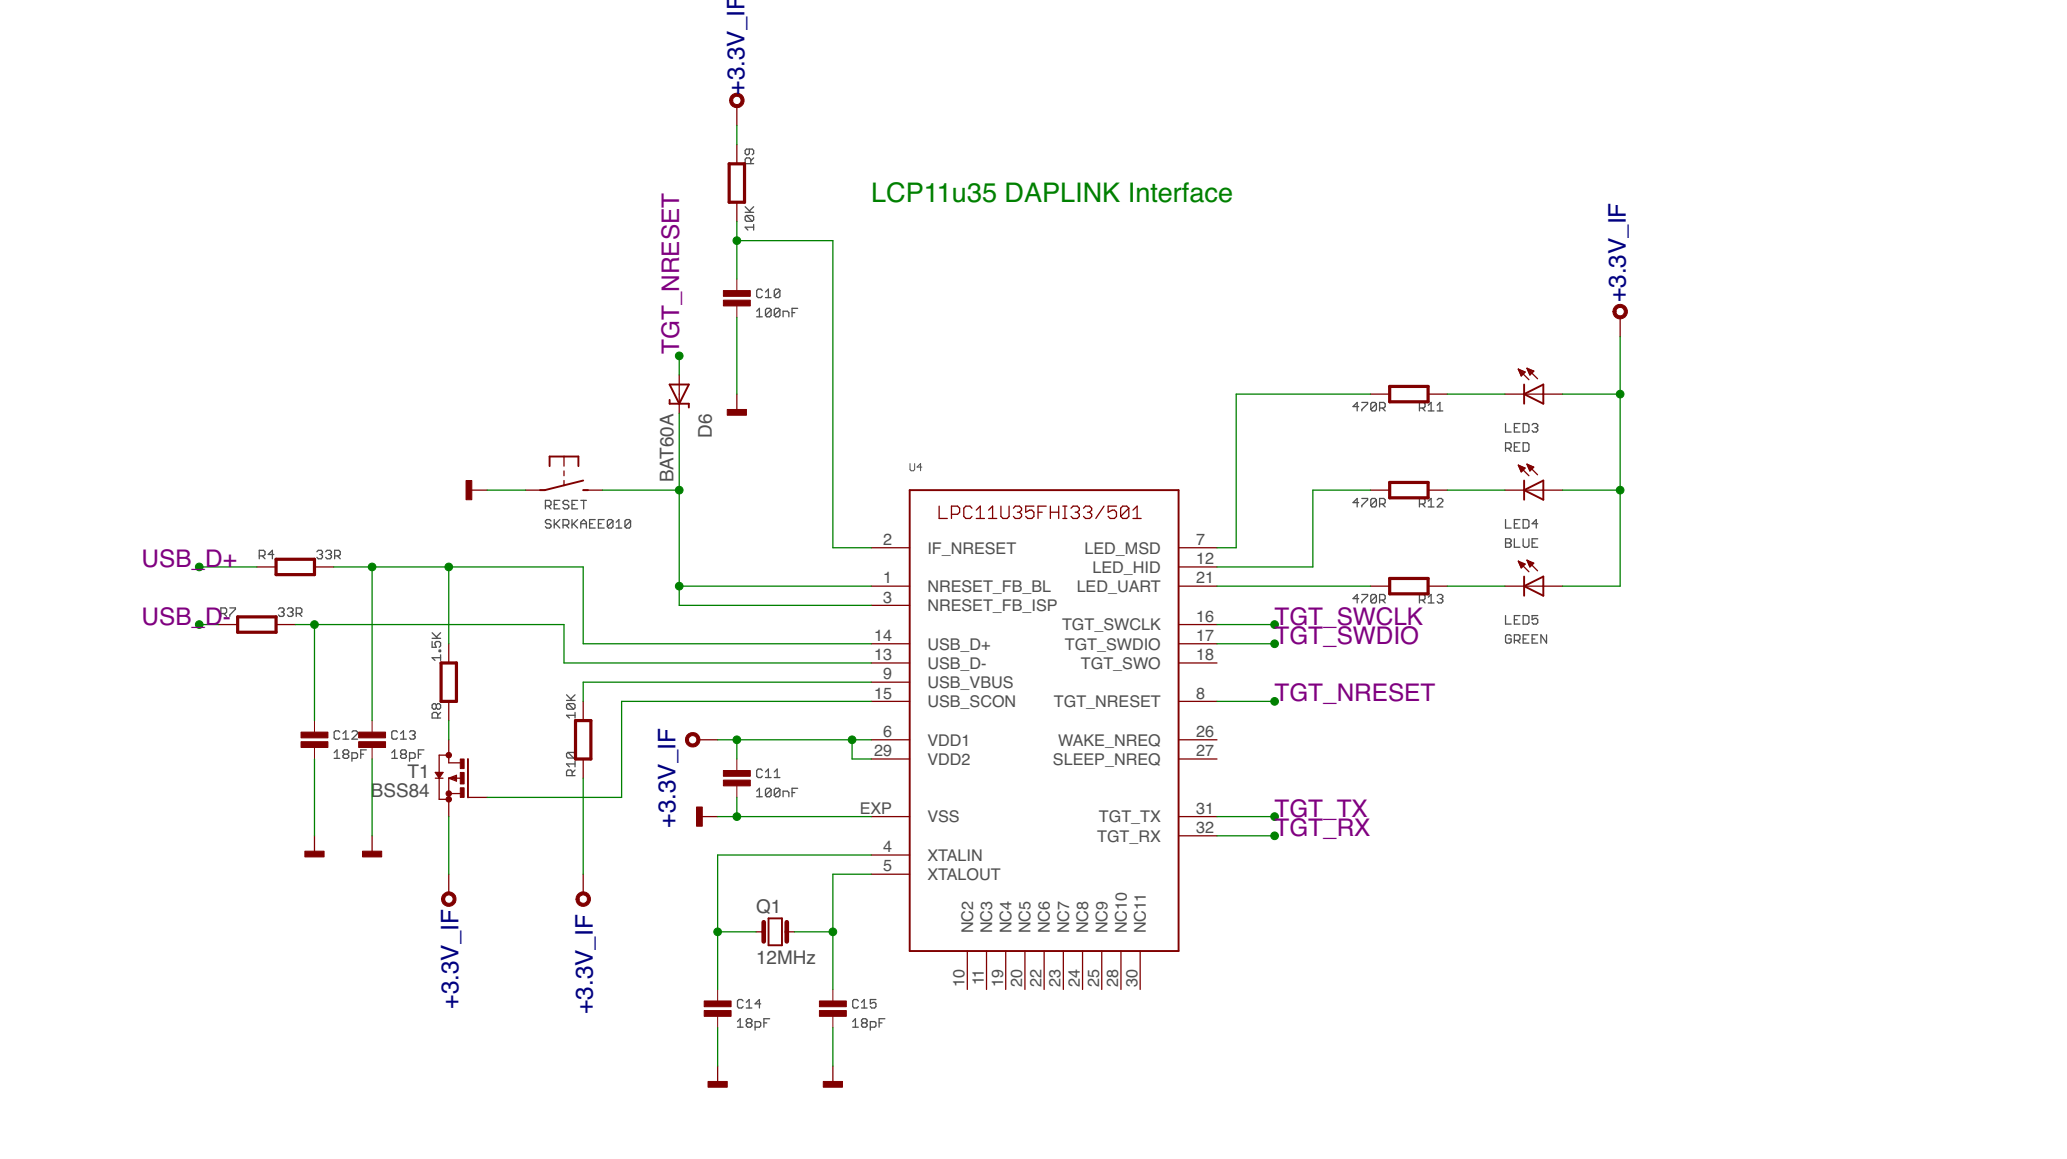 +3.3V_IF
R9
10K
LCP11u35 DAPLINK Interface
TGT_NRESET
+3.3V_IF
C10
100nF
BAT60A
D6
470R
R11
LED3
RED
U4
RESET
SKRKAEE010
LPC11U35FHI33/501
470R
R12
LED4
BLUE
USB_D+
R4
33R
2
IF_NRESET
LED_MSD
7
LED_HID
12
1
NRESET_FB_BL
LED_UART
21
470R
R13
3
NRESET_FB_ISP
LED5
GREEN
USB_D-
R7
33R
TGT_SWCLK
16
TGT_SWCLK
14
USB_D+
TGT_SWDIO
17
TGT_SWDIO
13
USB_D-
TGT_SWO
18
9
USB_VBUS
15
USB_SCON
TGT_NRESET
8
TGT_NRESET
1.5K
R8
10K
R10
C12
18pF
C13
18pF
T1
BSS84
+3.3V_IF
6
VDD1
WAKE_NREQ
26
29
VDD2
SLEEP_NREQ
27
C11
100nF
EXP
VSS
TGT_TX
31
TGT_TX
TGT_RX
32
TGT_RX
4
XTALIN
5
XTALOUT
+3.3V_IF
+3.3V_IF
Q1
12MHz
NC2
NC3
NC4
NC5
NC6
NC7
NC8
NC9
NC10
NC11
10
11
19
20
22
23
24
25
28
30
C14
18pF
C15
18pF